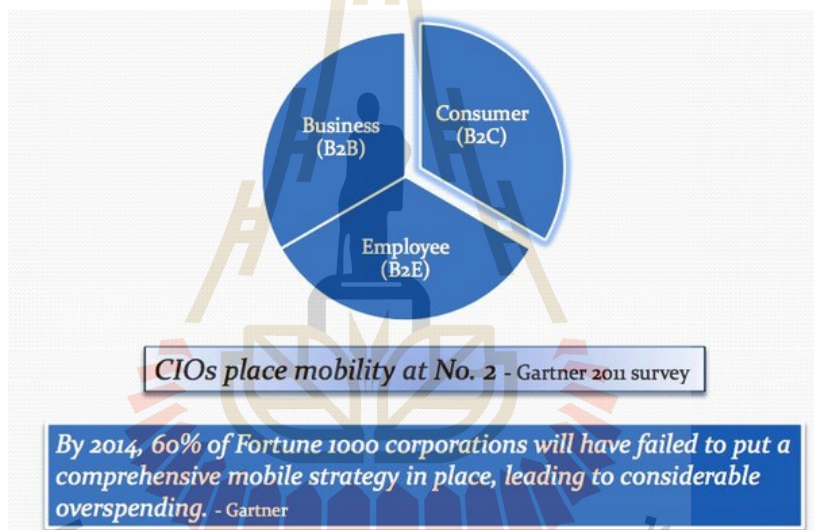 Business
(B2B)
Consumer
(B2C)
Employee
(B2E)
CIOs place mobility at No. 2 - Gartner 2011 survey
By 2014, 60% of Fortune 1000 corporations will have failed to put a
comprehensive mobile strategy in place, leading to considerable
overspending. - Gartner